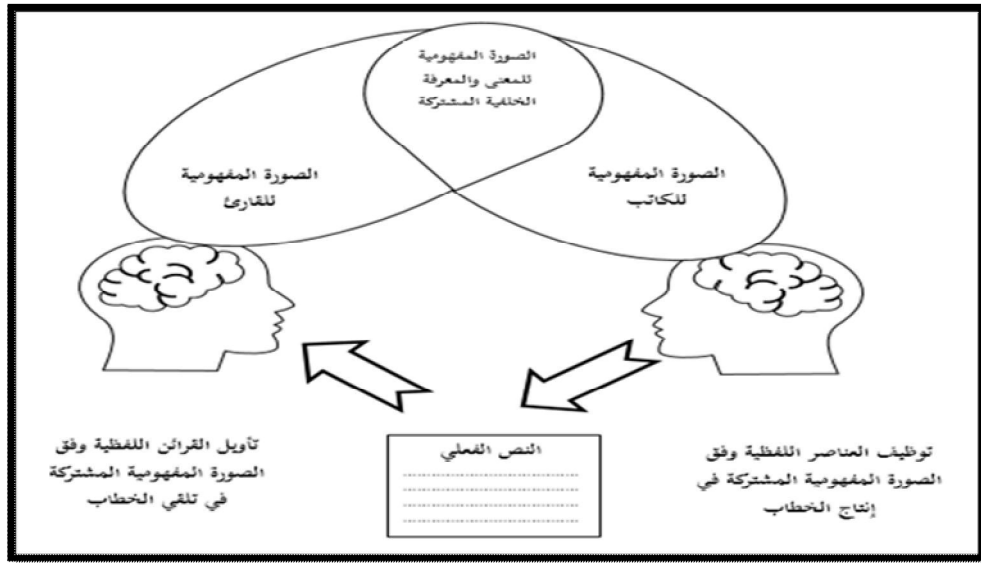 الصورة المفهومية
للمعنى والمعرفة
الخلفية المشتركة
الصورة المفهومية
للكاتب
الصورة المفهومية
للقارئ
توظيف العناصر اللفظية وفق
الصورة المفهومية المشتركة في
إنتاج الخطاب
النص الفعلي
تأويل القرائن اللفظية وفق
الصورة المفهومية المشتركة
في تلقي الخطاب